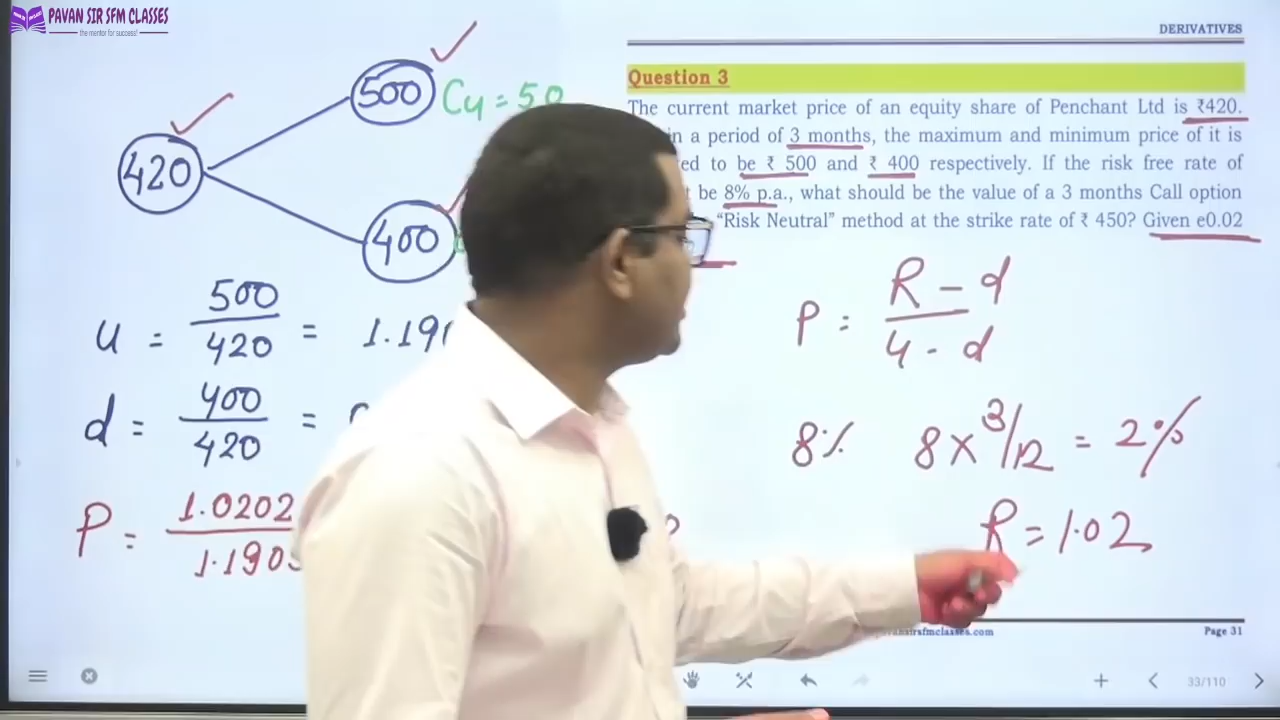 PAVAN SIR SFM CLASSES
the mentor for success!
DERIVATIVES
Question 3
The current market price of an equity share of Penchant Ltd is ₹420.
in a period of 3 months, the maximum and minimum price of it is
to be ₹ 500 and ₹ 400 respectively. If the risk free rate of
be 8% p.a., what should be the value of a 3 months Call option
"Risk Neutral" method at the strike rate of ₹ 450? Given e0.02
420
500
Cu = 50
400
u = 500/420 = 1.190
d = 400/420 =
P = 1.0202
1.1905
P = R - d / u - d
8% 8 x 3/12 = 2%
R = 1.02
Page 31
33/110